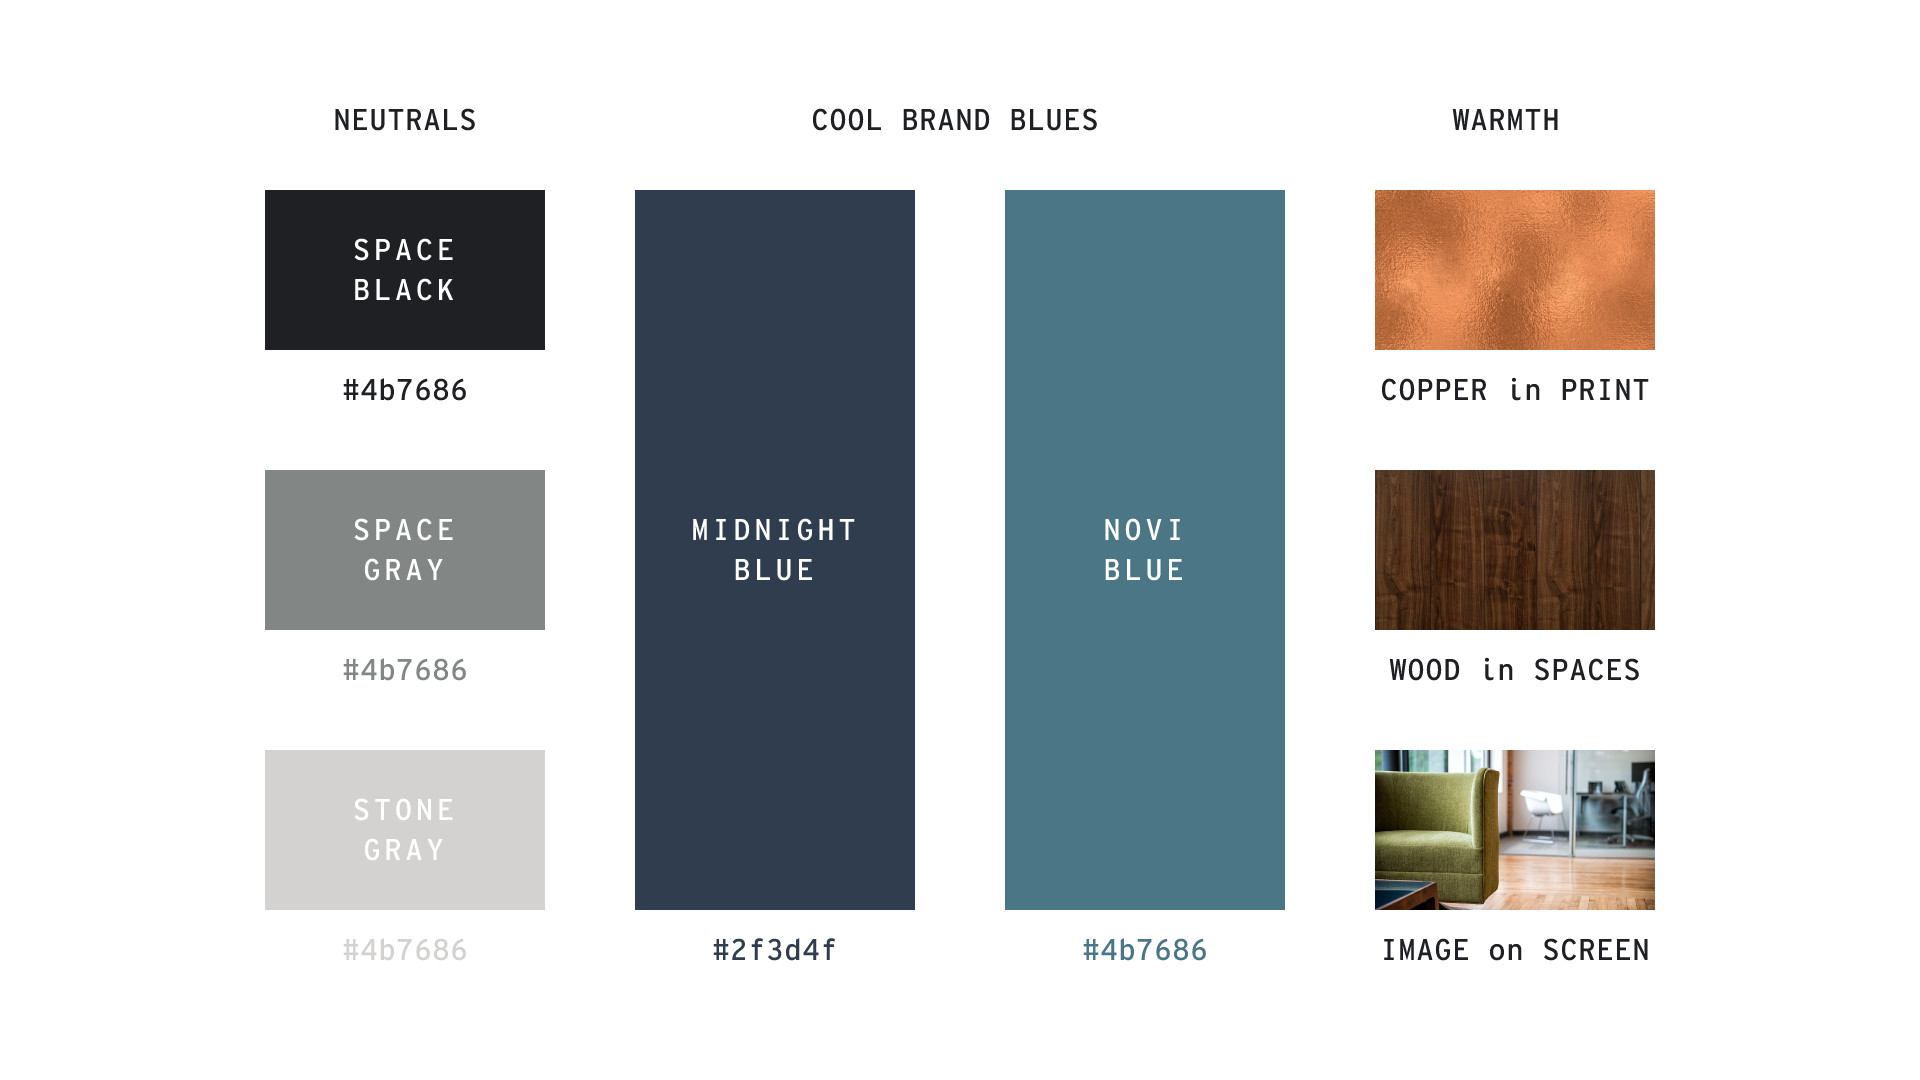 NEUTRALS
SPACE
BLACK
#4b7686
SPACE
GRAY
#4b7686
STONE
GRAY
#4b7686
COOL BRAND BLUES
MIDNIGHT
BLUE
#2f3d4f
NOVI
BLUE
#4b7686
WARMTH
COPPER in PRINT
WOOD in SPACES
IMAGE on SCREEN